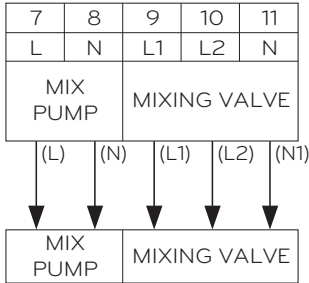 7 8 9 10 11
L N L1 L2 N
MIX PUMP MIXING VALVE
(L) (N) (L1) (L2) (N1)
MIX PUMP MIXING VALVE